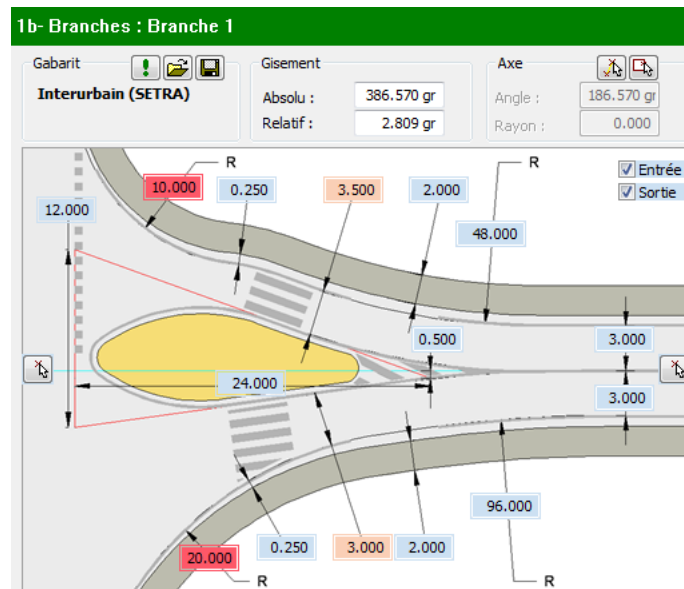 1b- Branches : Branche 1
Gabarit
Interurbain (SETRA)
Gisement
Absolu : 386.570 gr
Relatif : 2.809 gr
Axe
Angle : 186.570 gr
Rayon : 0.000
Entrée
Sortie
R
R
10.000
0.250
3.500
2.000
12.000
48.000
0.500
3.000
24.000
3.000
96.000
0.250
3.000
2.000
20.000
R
R